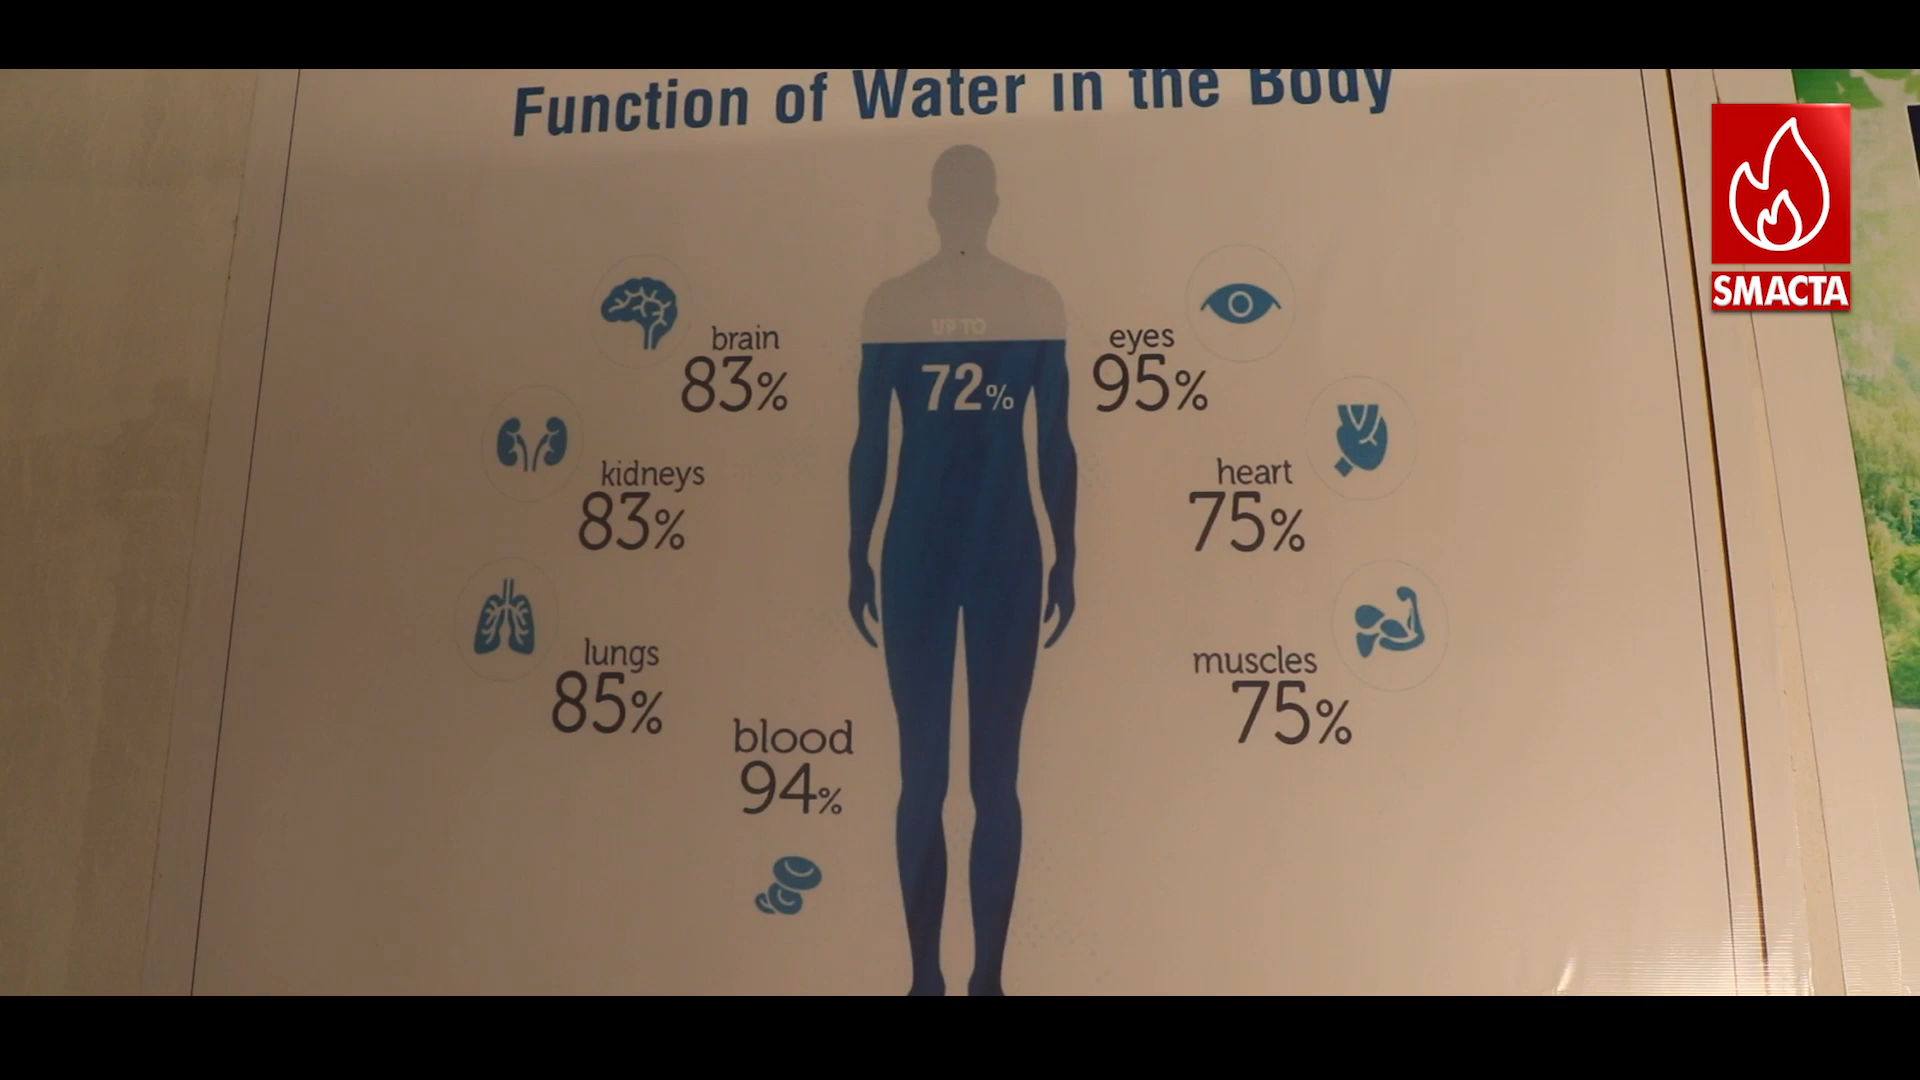 Function of Water in the Body
SMACTA
UP TO
72%
brain
83%
eyes
95%
kidneys
83%
heart
75%
lungs
85%
muscles
75%
blood
94%